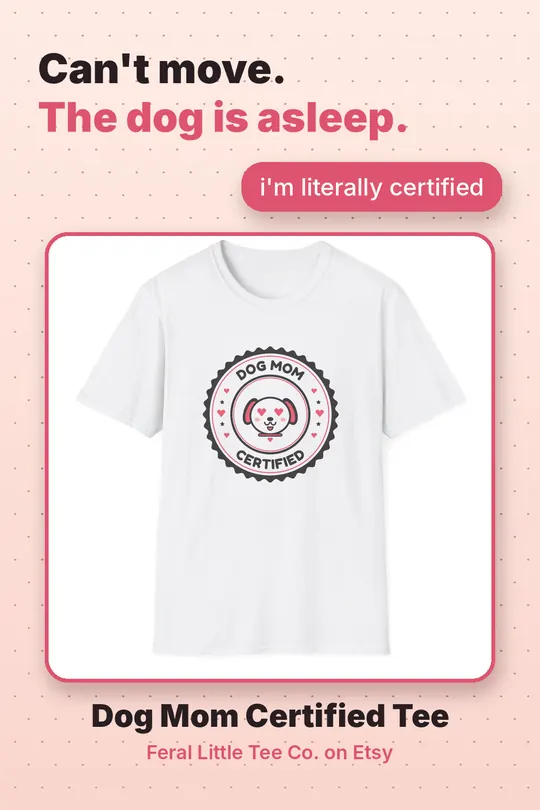 Can't move.
The dog is asleep.
i'm literally certified
DOG MOM
CERTIFIED
Dog Mom Certified Tee
Feral Little Tee Co. on Etsy